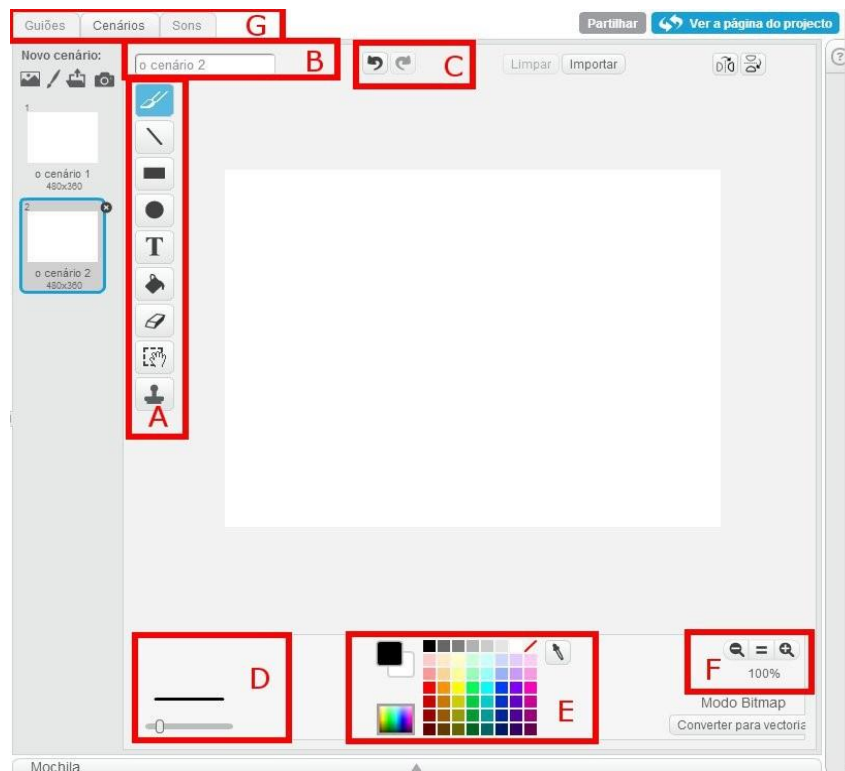 Guiões Cenários Sons G Partilhar Ver a página do projecto
Novo cenário:
o cenário 2 B C Limpar Importar
?
1
o cenário 1
480x360
2
o cenário 2
480x360
T
A
D
E
F
100%
Modo Bitmap
Converter para vectoria
Mochila